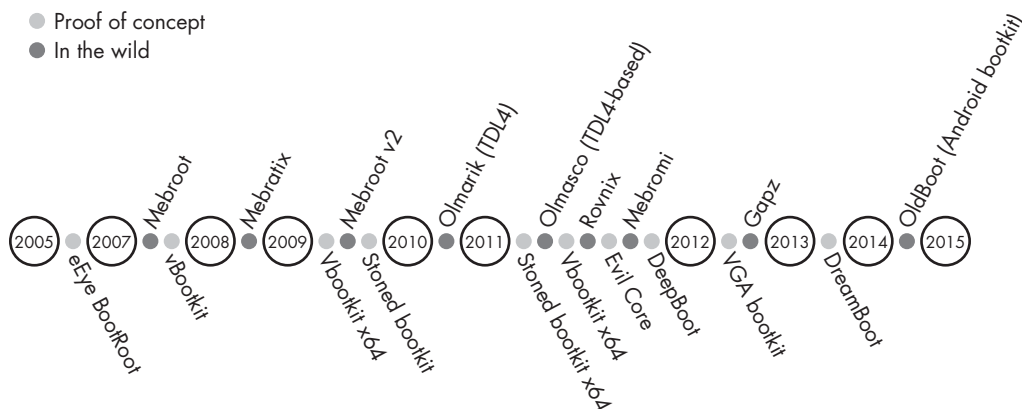 Proof of concept
In the wild
2005
eEye BootRoot
2007
Mebroot
vBootkit
2008
Mebratix
2009
Vbootkit x64
Mebroot v2
Stoned bootkit
2010
Olmarik (TDL4)
2011
Stoned bootkit x64
Olmasco (TDL4-based)
Vbootkit x64
Rovnix
Evil Core
Mebromi
DeepBoot
2012
VGA bootkit
Gapz
2013
DreamBoot
2014
OldBoot (Android bootkit)
2015